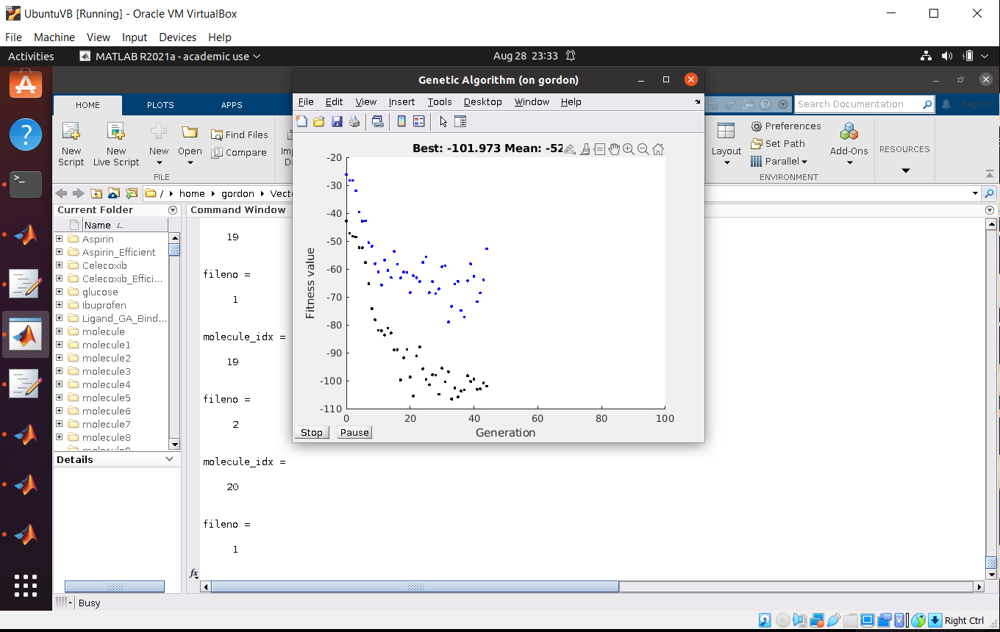 UbuntuVB [Running] - Oracle VM VirtualBox
File Machine View Input Devices Help
Activities MATLAB R2021a - academic use Aug 28 23:33
Genetic Algorithm (on gordon)
File Edit View Insert Tools Desktop Window Help
HOME PLOTS APPS
Search Documentation
Sign In
New Script
New Live Script
New
Open
Find Files
Compare
FILE
Layout
Preferences
Set Path
Parallel
Add-Ons
ENVIRONMENT
RESOURCES
/ home gordon
Current Folder
Name
Aspirin
Aspirin_Efficient
Celecoxib
Celecoxib_Effici...
glucose
Ibuprofen
Ligand_GA_Bind...
molecule
molecule1
molecule2
molecule3
molecule4
molecule5
molecule6
molecule7
molecule8
Details
Command Window
19
fileno =
1
molecule_idx =
19
fileno =
2
molecule_idx =
20
fileno =
1
fx
Best: -101.973 Mean: -52
Fitness value
-20
-30
-40
-50
-60
-70
-80
-90
-100
-110
0 20 40 60 80 100
Generation
Stop Pause
Busy
Right Ctrl